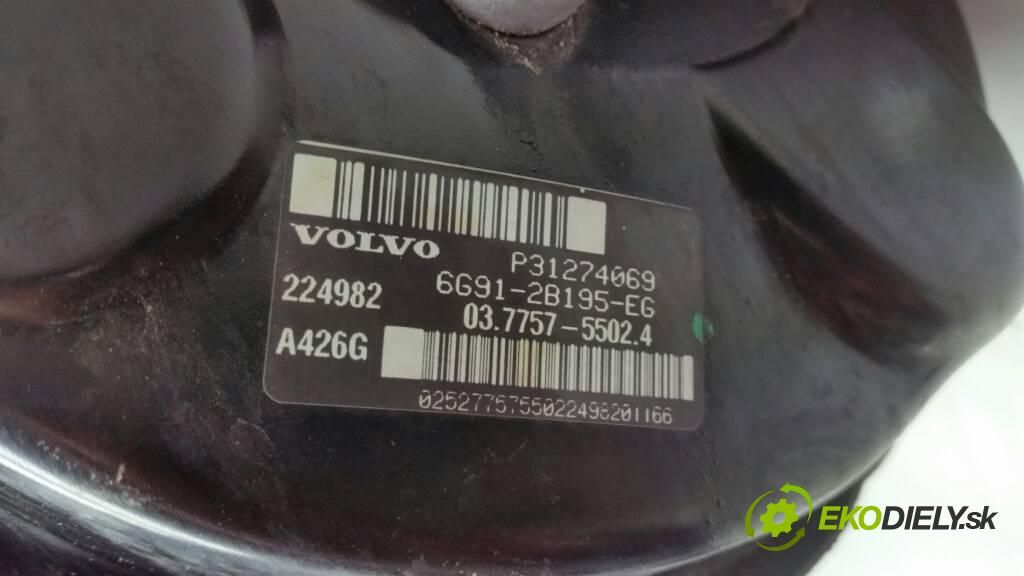 VOLVO
P31274069
224982
6G91-2B195-EG
03.7757-5502.4
A426G
0252775755022498201166
EKODIELY.sk